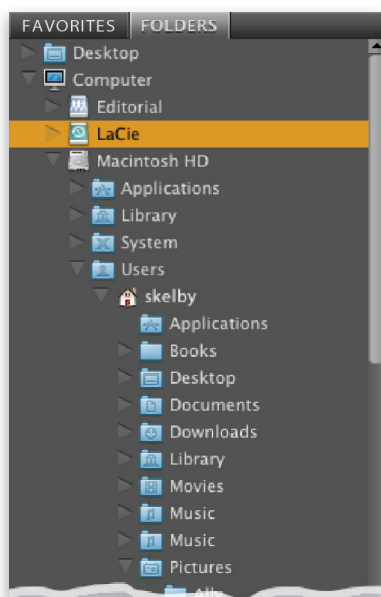 FAVORITES FOLDERS
Desktop
Computer
Editorial
LaCie
Macintosh HD
Applications
Library
System
Users
skelby
Applications
Books
Desktop
Documents
Downloads
Library
Movies
Music
Music
Pictures